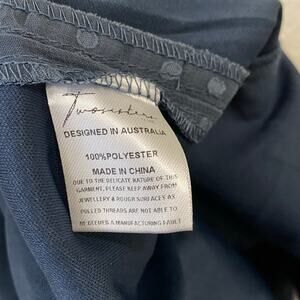 Twosisters
DESIGNED IN AUSTRALIA
100%POLYESTER
MADE IN CHINA
DUE TO THE DELICATE NATURE OF THIS
GARMENT, PLEASE KEEP AWAY FROM
JEWELLERY & ROUGH SURFACES AS
PULLED THREADS ARE NOT ABLE TO
BE DEEMED A MANUFACTURING FAULT